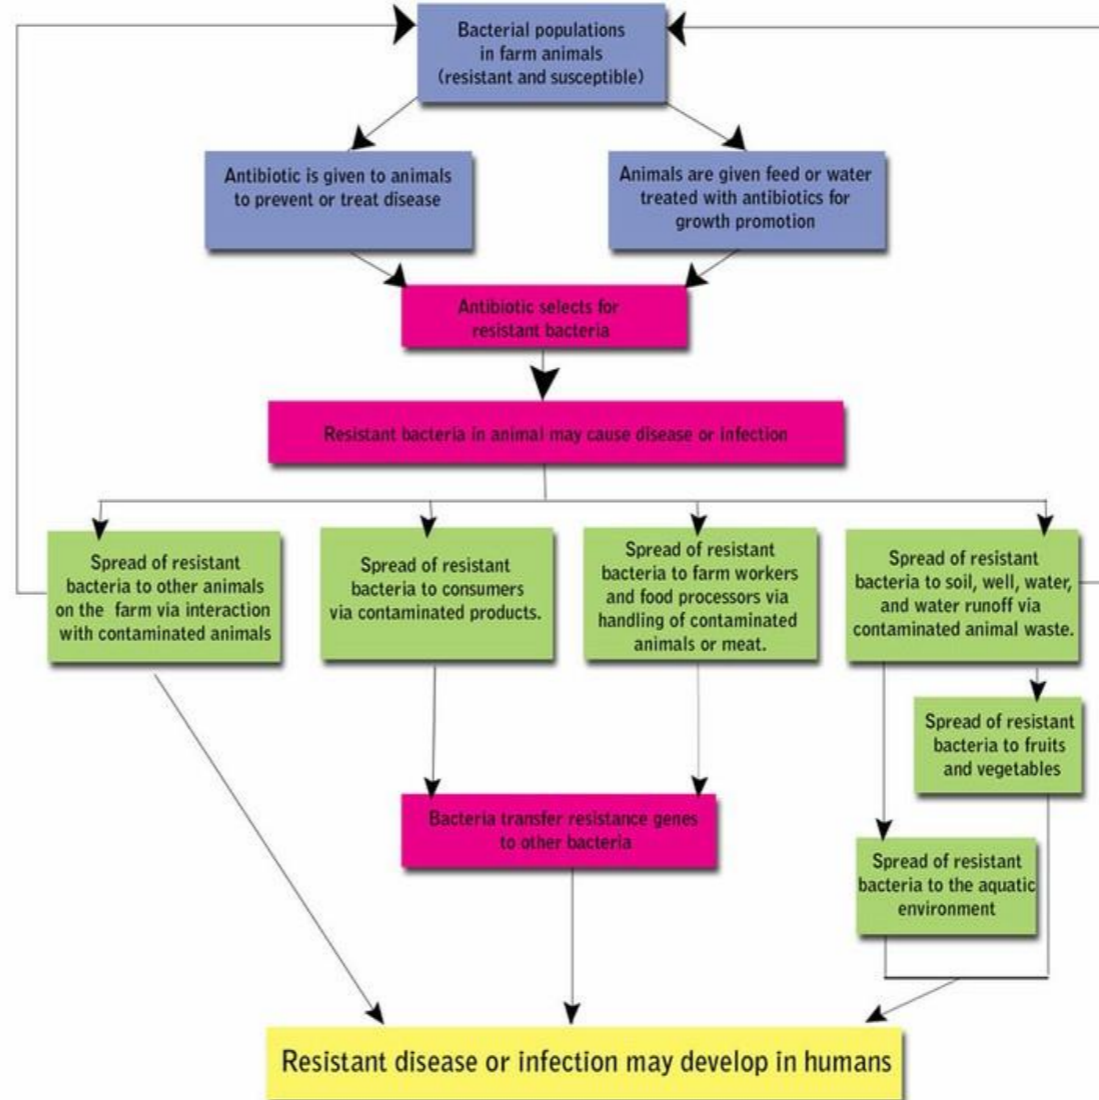 Bacterial populations
in farm animals
(resistant and susceptible)
Antibiotic is given to animals
to prevent or treat disease
Animals are given feed or water
treated with antibiotics for
growth promotion
Antibiotic selects for
resistant bacteria
Resistant bacteria in animal may cause disease or infection
Spread of resistant
bacteria to other animals
on the farm via interaction
with contaminated animals
Spread of resistant
bacteria to consumers
via contaminated products.
Spread of resistant
bacteria to farm workers
and food processors via
handling of contaminated
animals or meat.
Spread of resistant
bacteria to soil, well, water,
and water runoff via
contaminated animal waste.
Spread of resistant
bacteria to fruits
and vegetables
Bacteria transfer resistance genes
to other bacteria
Spread of resistant
bacteria to the aquatic
environment
Resistant disease or infection may develop in humans